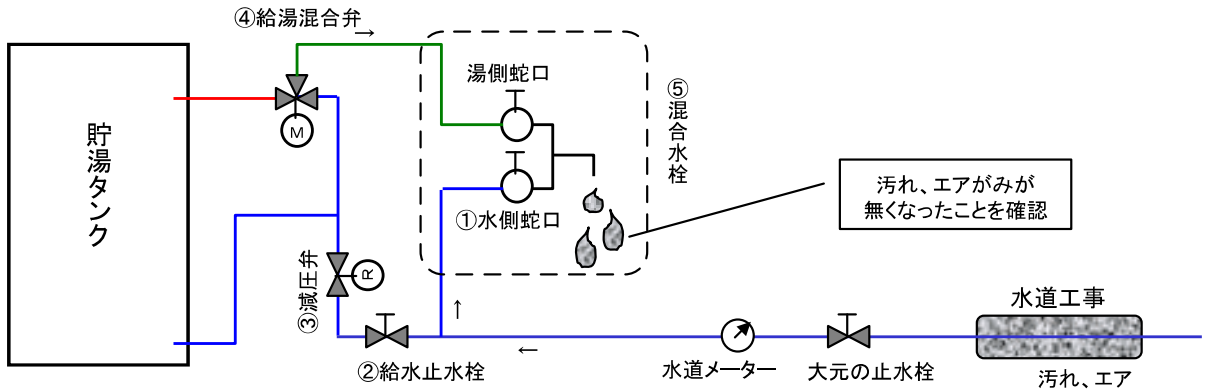 ④給湯混合弁
→
湯側蛇口
⑤混合水栓
貯湯タンク
M
①水側蛇口
汚れ、エアがみが
無くなったことを確認
③減圧弁
R
↑
水道工事
②給水止水栓
←
水道メーター
大元の止水栓
汚れ、エア